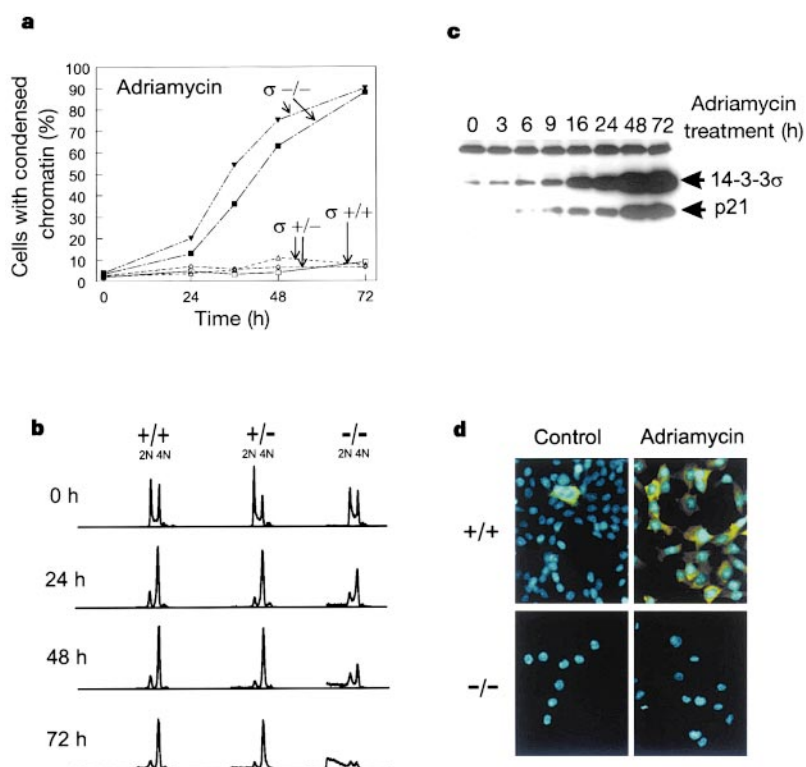 a
Adriamycin
σ –/–
σ +/–
σ +/+
Cells with condensed
chromatin (%)
100
90
80
70
60
50
40
30
20
10
0
0 24 48 72
Time (h)
b
+/+ +/- -/-
2N 4N 2N 4N 2N 4N
0 h
24 h
48 h
72 h
c
Adriamycin
0 3 6 9 16 24 48 72 treatment (h)
14-3-3σ
p21
d
Control Adriamycin
+/+
–/–